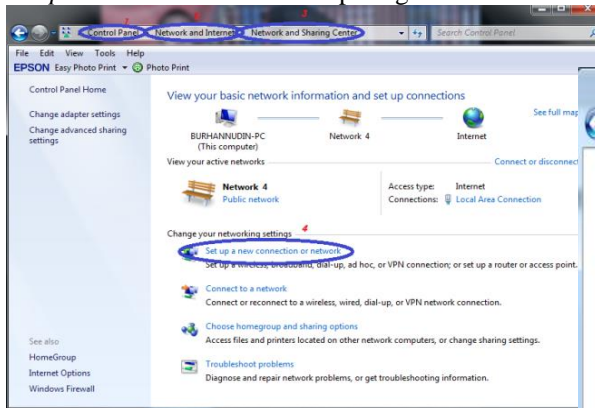 1 2 3
Control Panel Network and Internet Network and Sharing Center Search Control Panel
File Edit View Tools Help
EPSON Easy Photo Print Photo Print
Control Panel Home
Change adapter settings
Change advanced sharing
settings
View your basic network information and set up connections
See full map
BURHANNUDIN-PC
(This computer)
Network 4
Internet
View your active networks
Connect or disconnect
Network 4
Public network
Access type: Internet
Connections: Local Area Connection
Change your networking settings
4
Set up a new connection or network
Set up a wireless, broadband, dial-up, ad hoc, or VPN connection; or set up a router or access point.
Connect to a network
Connect or reconnect to a wireless, wired, dial-up, or VPN network connection.
Choose homegroup and sharing options
Access files and printers located on other network computers, or change sharing settings.
Troubleshoot problems
Diagnose and repair network problems, or get troubleshooting information.
See also
HomeGroup
Internet Options
Windows Firewall